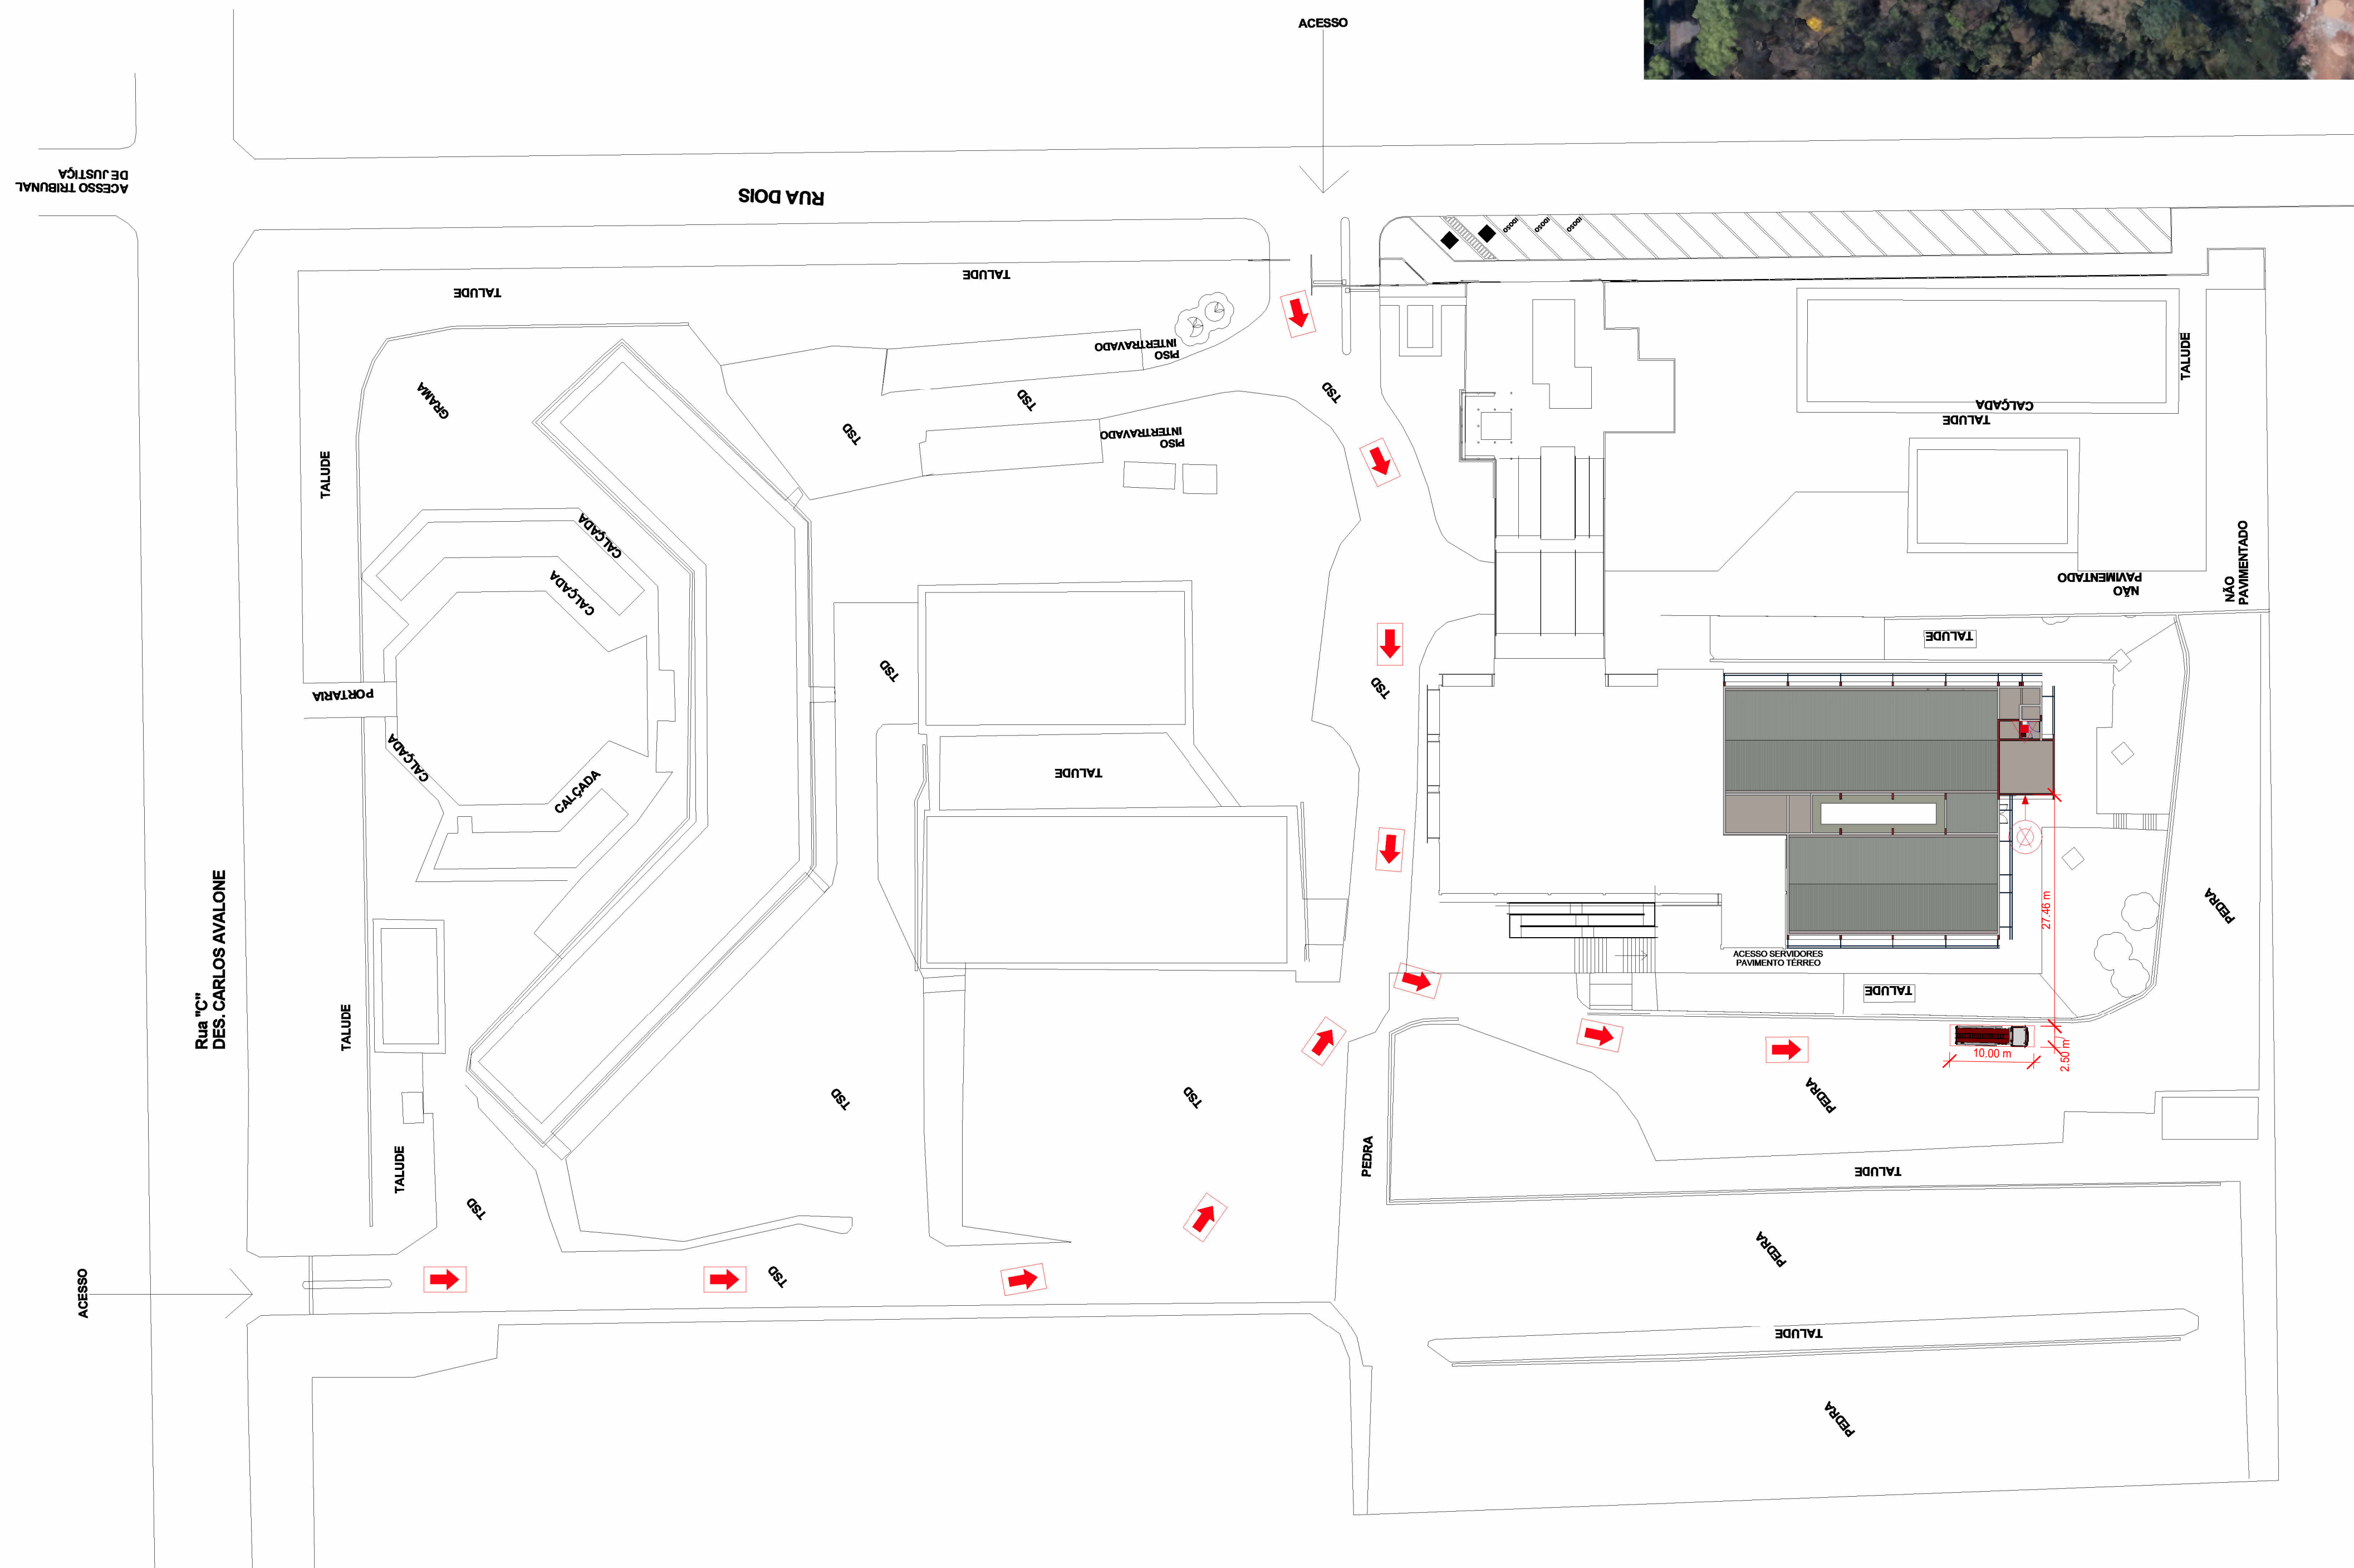 ACESSO
ACESSO TRIBUNAL
DE JUSTIÇA
RUA DOIS
IDOSO
IDOSO
IDOSO
TALUDE
TALUDE
PISO
INTERTRAVADO
TALUDE
GRAMA
TSD
TSD
TSD
CALÇADA
TALUDE
PISO
INTERTRAVADO
TALUDE
CALÇADA
CALÇADA
NÃO
PAVIMENTADO
NÃO
PAVIMENTADO
TALUDE
TSD
TSD
PORTARIA
CALÇADA
CALÇADA
TALUDE
27.46 m
PEDRA
Rua "C"
DES. CARLOS AVALONE
ACESSO SERVIDORES
PAVIMENTO TÉRREO
TALUDE
TALUDE
10.00 m
2.50 m
TSD
TSD
PEDRA
PEDRA
TALUDE
TALUDE
TSD
PEDRA
ACESSO
TSD
TALUDE
PEDRA